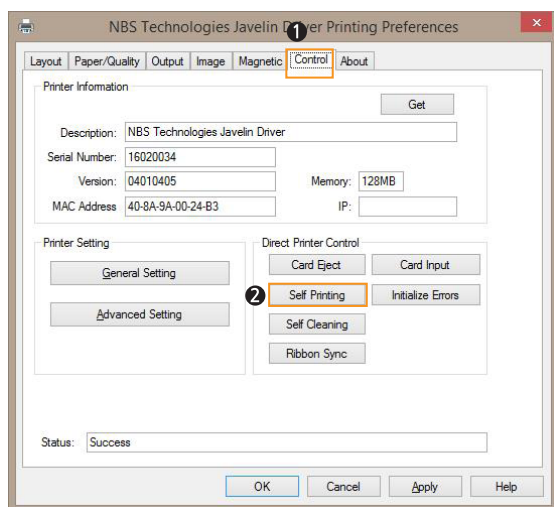 NBS Technologies Javelin Driver Printing Preferences
1
Layout Paper/Quality Output Image Magnetic Control About
Printer Information
Get
Description: NBS Technologies Javelin Driver
Serial Number: 16020034
Version: 04010405 Memory: 128MB
MAC Address 40-8A-9A-00-24-B3 IP:
Printer Setting
General Setting
Advanced Setting
Direct Printer Control
Card Eject Card Input
2 Self Printing Initialize Errors
Self Cleaning
Ribbon Sync
Status: Success
OK Cancel Apply Help